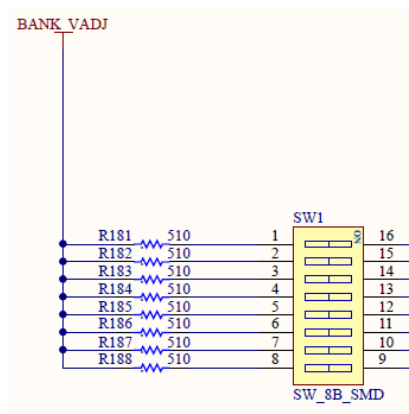 BANK_VADJ
SW1
ON
R181 510 1 16
R182 510 2 15
R183 510 3 14
R184 510 4 13
R185 510 5 12
R186 510 6 11
R187 510 7 10
R188 510 8 9
SW_8B_SMD